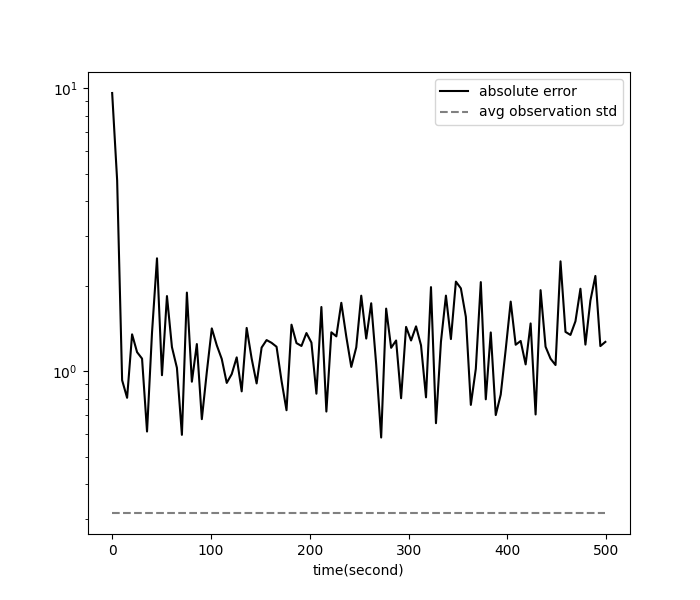 absolute error
avg observation std
10¹
10⁰
0 100 200 300 400 500
time(second)